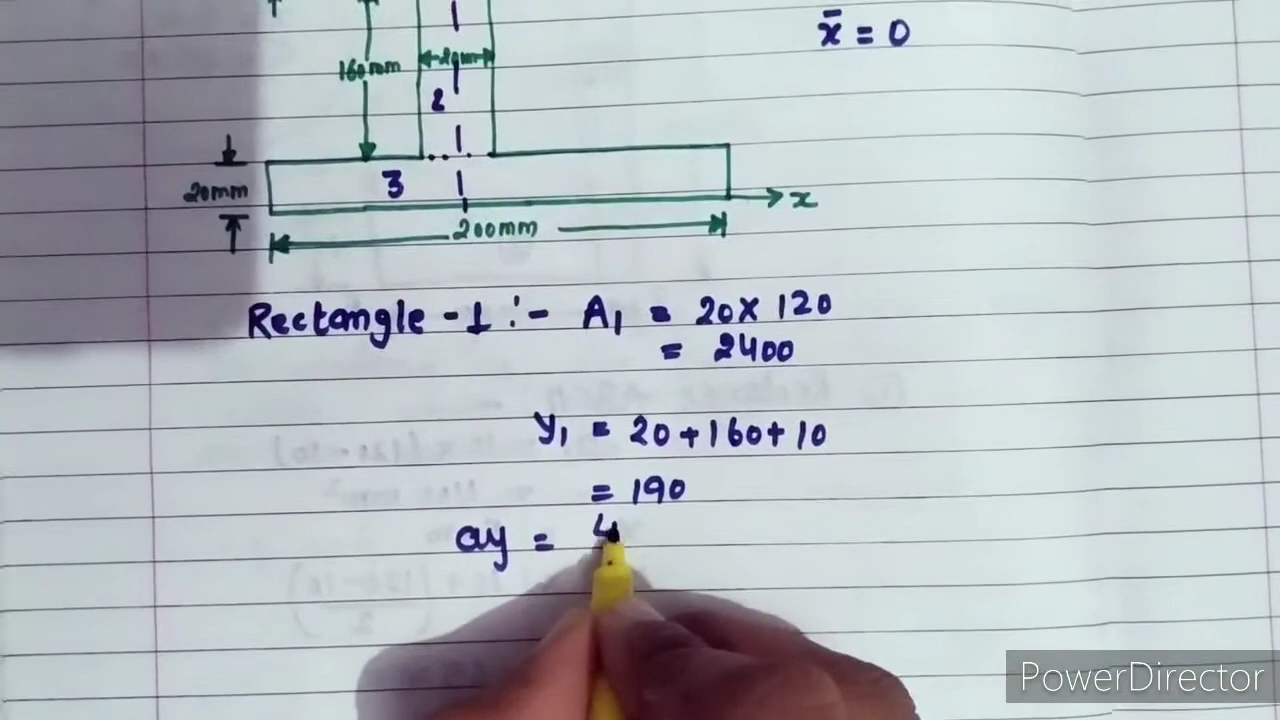 x̄ = 0
160mm
20mm
2
3
20mm
x
200mm
Rectangle - 1 :- A₁ = 20 X 120
= 2400
y₁ = 20 + 160 + 10
= 190
ay = 4
PowerDirector